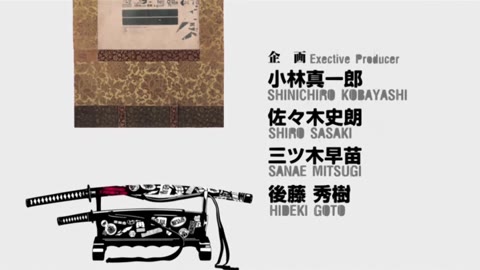 企 画 Exective Producer
小林真一郎
SHINICHIRO KOBAYASHI
佐々木史朗
SHIRO SASAKI
三ツ木早苗
SANAE MITSUGI
後藤 秀樹
HIDEKI GOTO